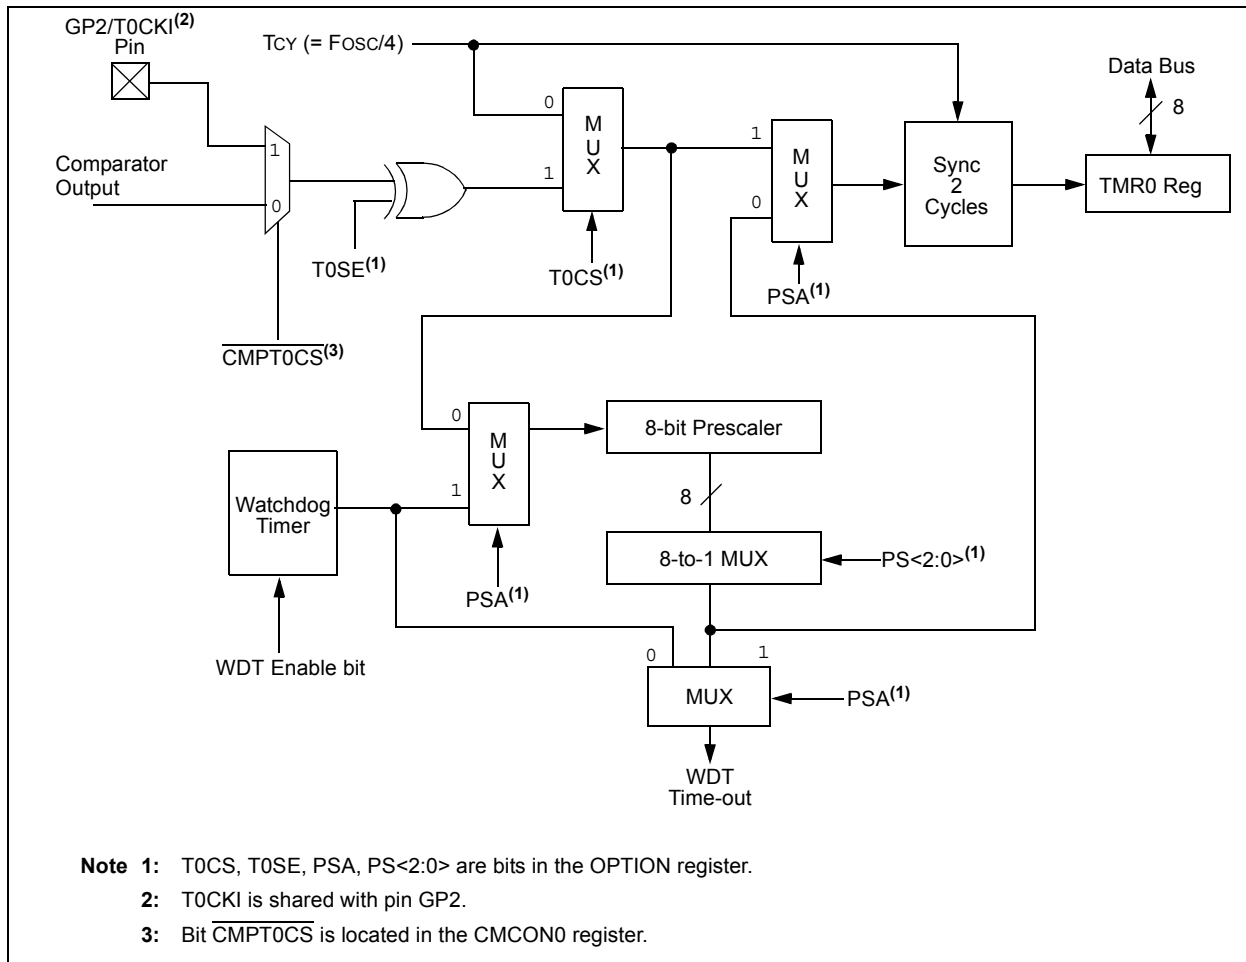 GP2/T0CKI(2)
Pin
TCY (= FOSC/4)
Data Bus
8
0
M
U
X
1
1
M
U
X
0
Sync
2
Cycles
TMR0 Reg
Comparator
Output
1
0
T0SE(1)
T0CS(1)
PSA(1)
CMPT0CS(3)
0
M
U
X
1
8-bit Prescaler
8
Watchdog
Timer
8-to-1 MUX
PS<2:0>(1)
PSA(1)
WDT Enable bit
0
1
MUX
PSA(1)
WDT
Time-out
Note 1: T0CS, T0SE, PSA, PS<2:0> are bits in the OPTION register.
2: T0CKI is shared with pin GP2.
3: Bit CMPT0CS is located in the CMCON0 register.